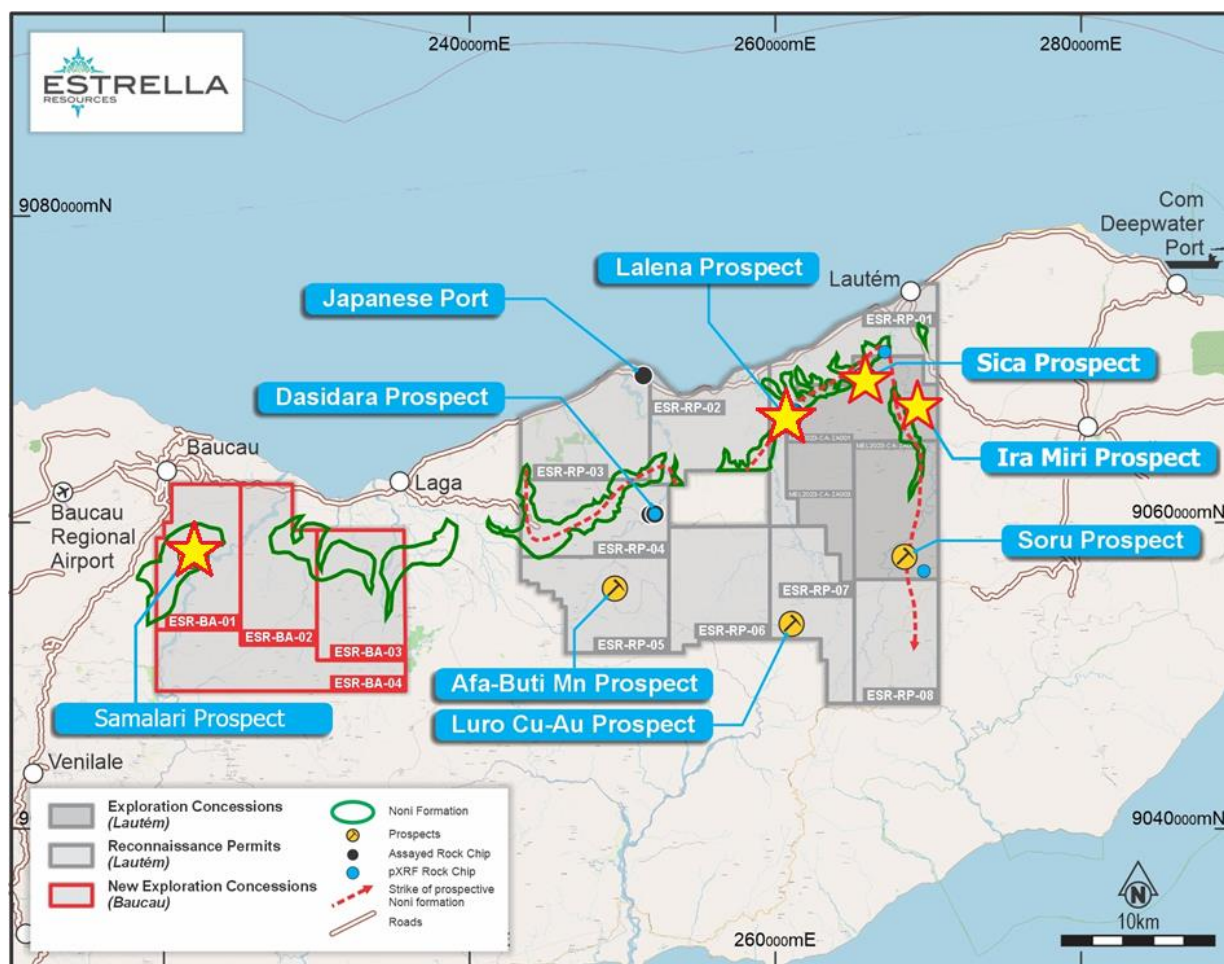 ESTRELLA
RESOURCES
240000mE
260000mE
280000mE
9080000mN
Com
Deepwater
Port
Lalena Prospect
Lautém
Japanese Port
ESR-RP-01
Sica Prospect
Dasidara Prospect
ESR-RP-02
Baucau
ESR-RP-03
Ira Miri Prospect
Laga
Baucau
Regional
Airport
9060000mN
Soru Prospect
ESR-RP-04
ESR-RP-07
ESR-BA-01
ESR-BA-02
ESR-RP-05
ESR-RP-06
ESR-BA-03
Afa-Buti Mn Prospect
ESR-BA-04
ESR-RP-08
Samalari Prospect
Luro Cu-Au Prospect
Venilale
Exploration Concessions
(Lautém)
Reconnaissance Permits
(Lautém)
New Exploration Concessions
(Baucau)
Noni Formation
Prospects
Assayed Rock Chip
pXRF Rock Chip
Strike of prospective
Noni formation
Roads
9040000mN
260000mE
N
10km